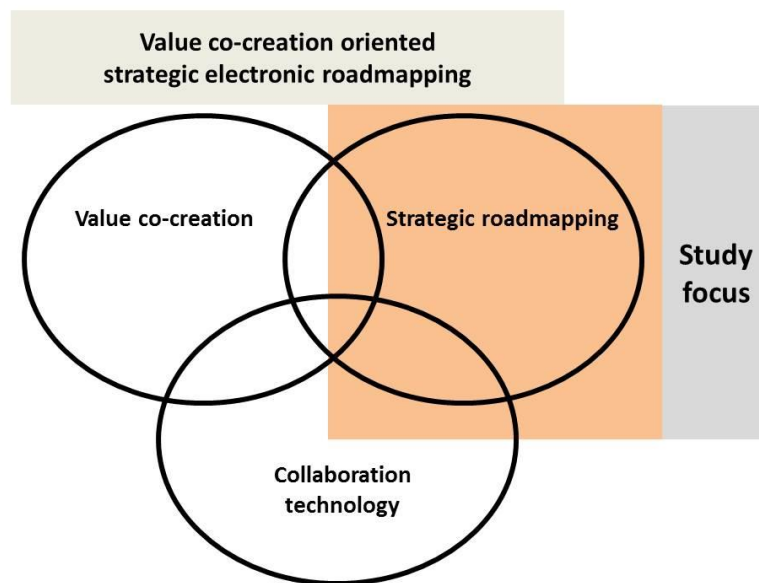 Value co-creation oriented
strategic electronic roadmapping
Value co-creation
Strategic roadmapping
Study
focus
Collaboration
technology